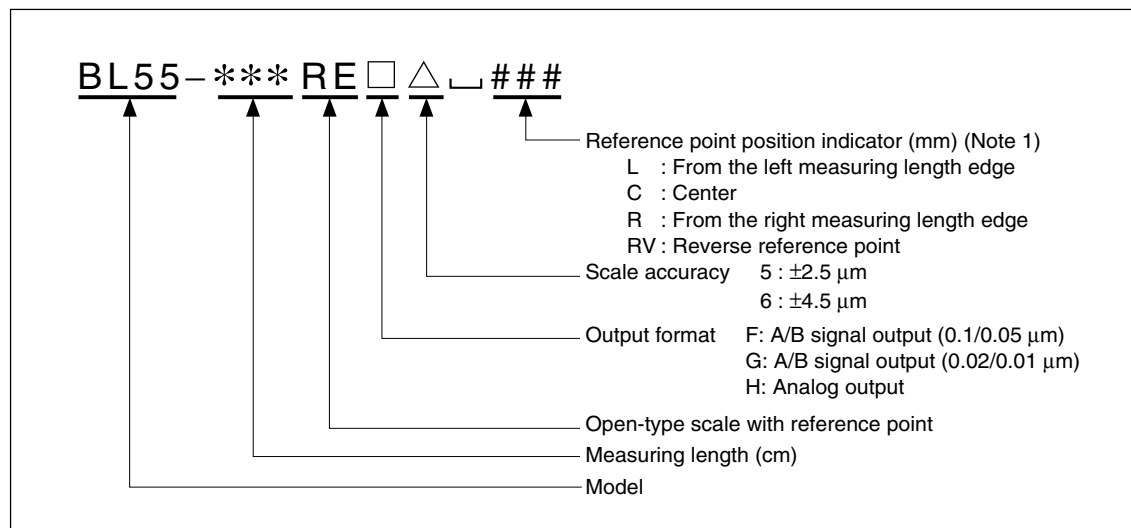 BL55-***RE□△⎵###
Reference point position indicator (mm) (Note 1)
L : From the left measuring length edge
C : Center
R : From the right measuring length edge
RV : Reverse reference point
Scale accuracy 5 : ±2.5 µm
6 : ±4.5 µm
Output format F: A/B signal output (0.1/0.05 µm)
G: A/B signal output (0.02/0.01 µm)
H: Analog output
Open-type scale with reference point
Measuring length (cm)
Model